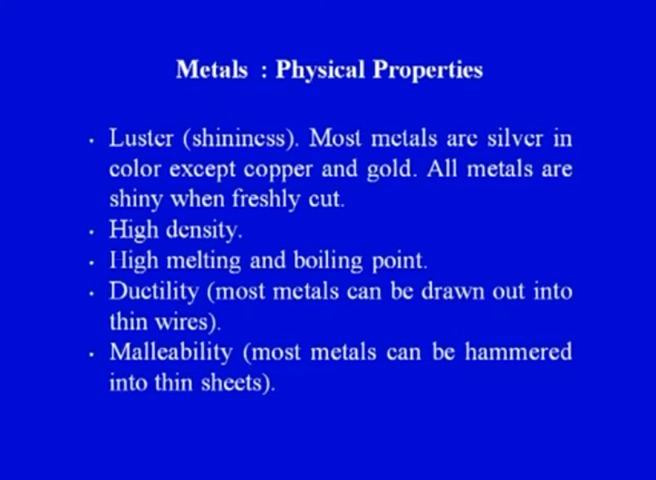 Metals : Physical Properties
• Luster (shininess). Most metals are silver in
color except copper and gold. All metals are
shiny when freshly cut.
• High density.
• High melting and boiling point.
• Ductility (most metals can be drawn out into
thin wires).
• Malleability (most metals can be hammered
into thin sheets).